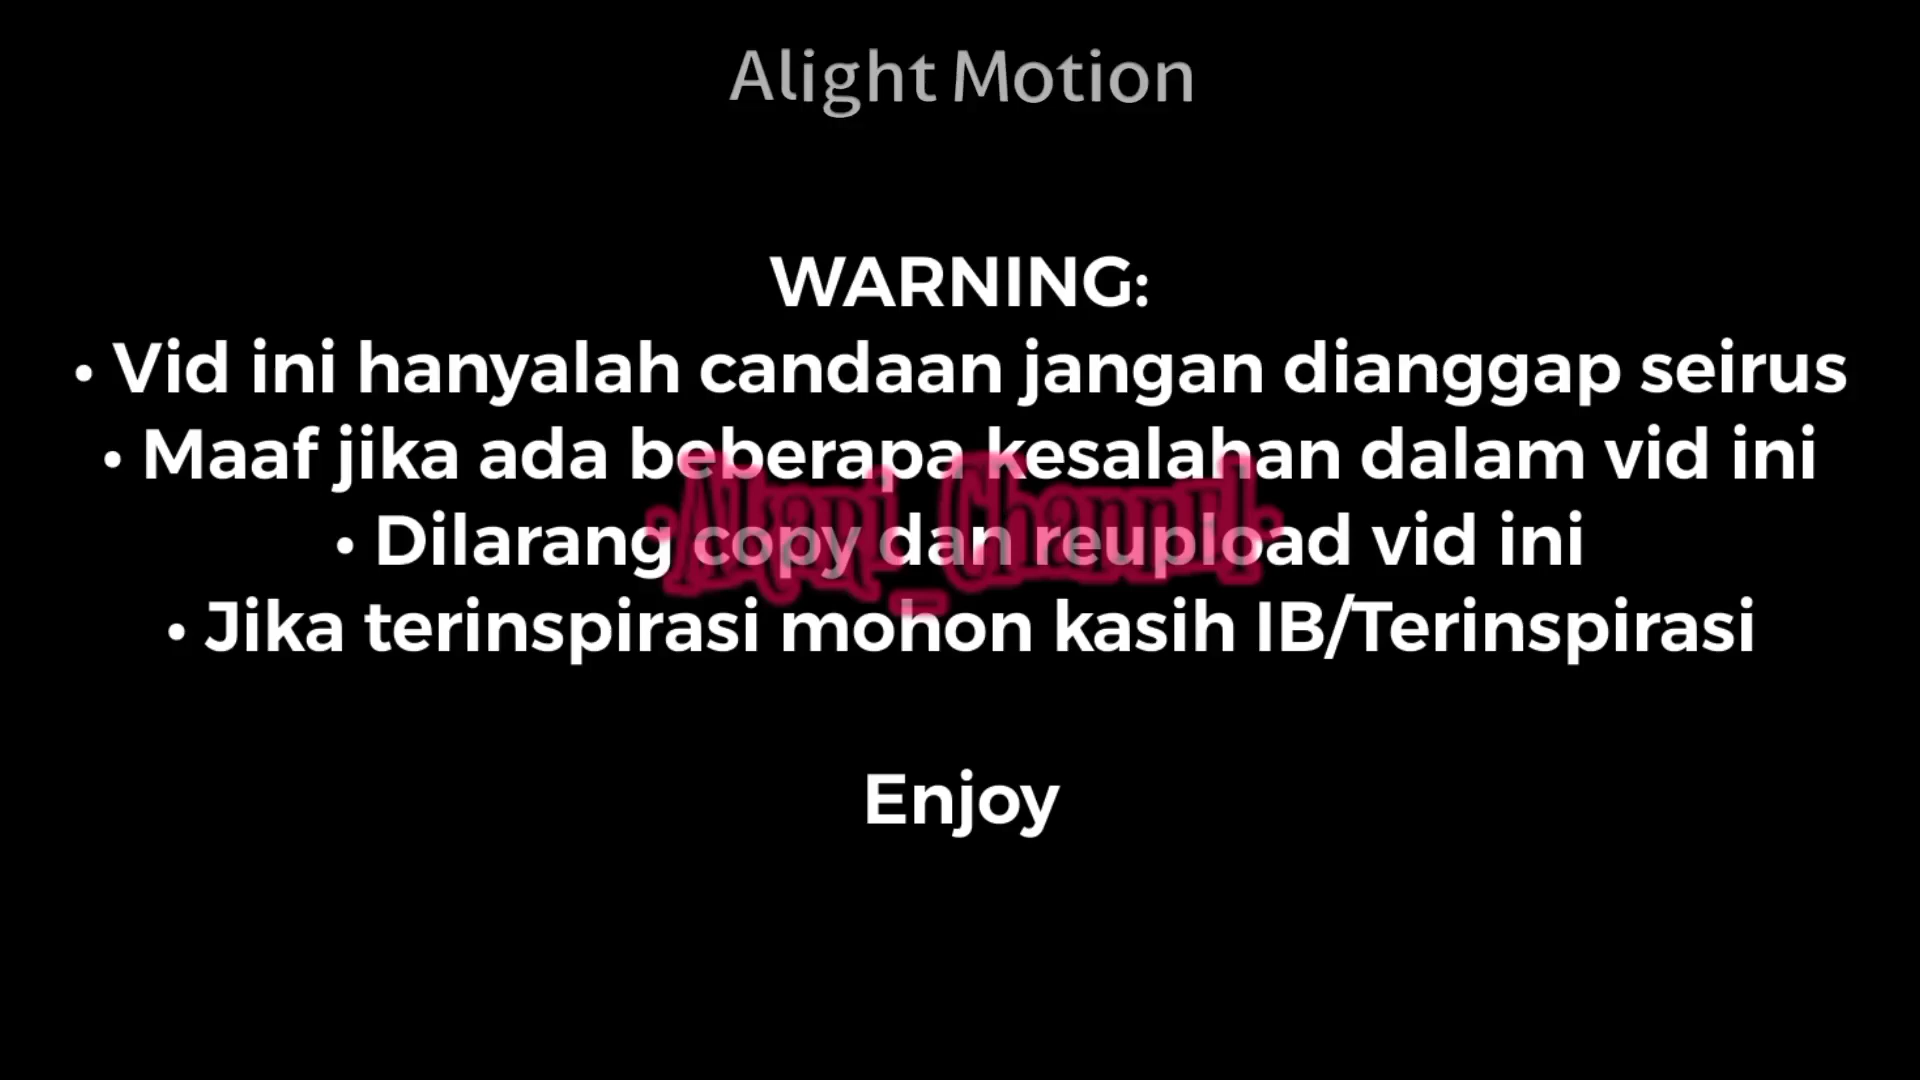 Alight Motion
WARNING:
• Vid ini hanyalah candaan jangan dianggap seirus
• Maaf jika ada beberapa kesalahan dalam vid ini
• Dilarang copy dan reupload vid ini
• Jika terinspirasi mohon kasih IB/Terinspirasi
Enjoy